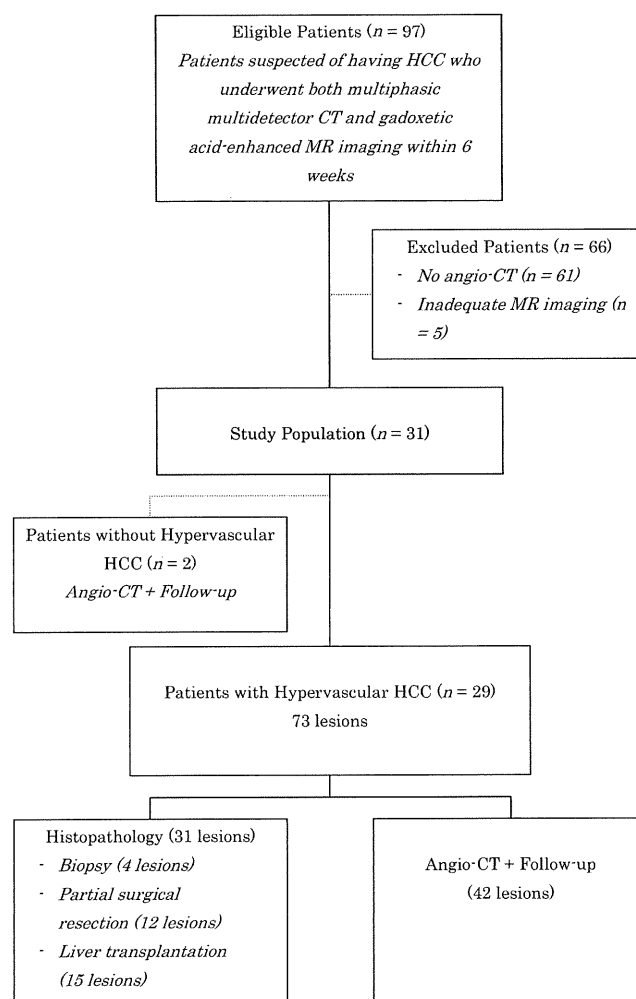 Eligible Patients (n = 97)
Patients suspected of having HCC who
underwent both multiphasic
multidetector CT and gadoxetic
acid-enhanced MR imaging within 6
weeks
Excluded Patients (n = 66)
- No angio-CT (n = 61)
- Inadequate MR imaging (n
= 5)
Study Population (n = 31)
Patients without Hypervascular
HCC (n = 2)
Angio-CT + Follow-up
Patients with Hypervascular HCC (n = 29)
73 lesions
Histopathology (31 lesions)
- Biopsy (4 lesions)
- Partial surgical
resection (12 lesions)
- Liver transplantation
(15 lesions)
Angio-CT + Follow-up
(42 lesions)